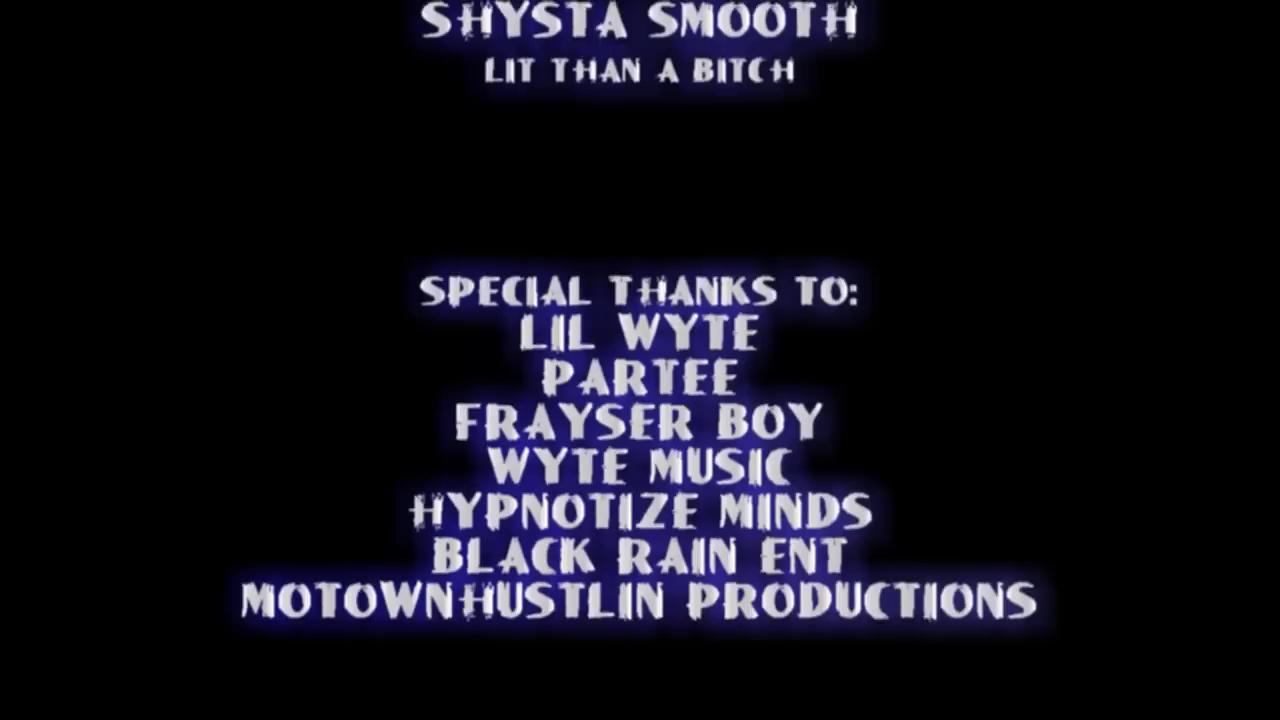 SHYSTA SMOOTH
LIT THAN A BITCH
SPECIAL THANKS TO:
LIL WYTE
PARTEE
FRAYSER BOY
WYTE MUSIC
HYPNOTIZE MINDS
BLACK RAIN ENT
MOTOWNHUSTLIN PRODUCTIONS